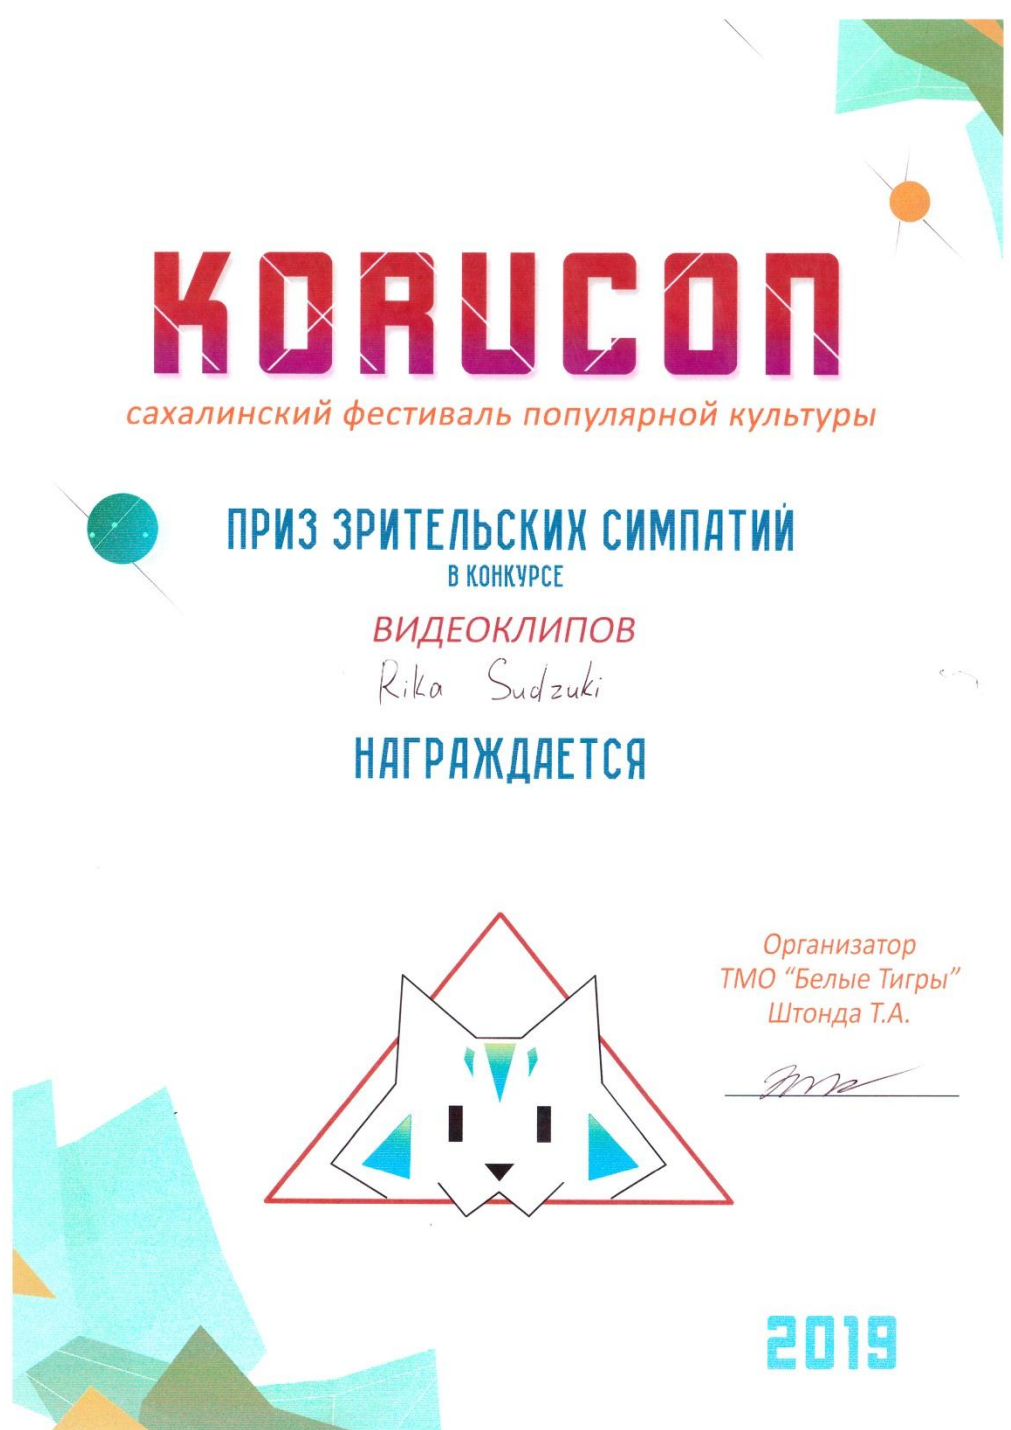 KORUCON
сахалинский фестиваль популярной культуры
ПРИЗ ЗРИТЕЛЬСКИХ СИМПАТИЙ
В КОНКУРСЕ
ВИДЕОКЛИПОВ
Rika Sudzuki
НАГРАЖДАЕТСЯ
Организатор
ТМО “Белые Тигры”
Штонда Т.А.
2019